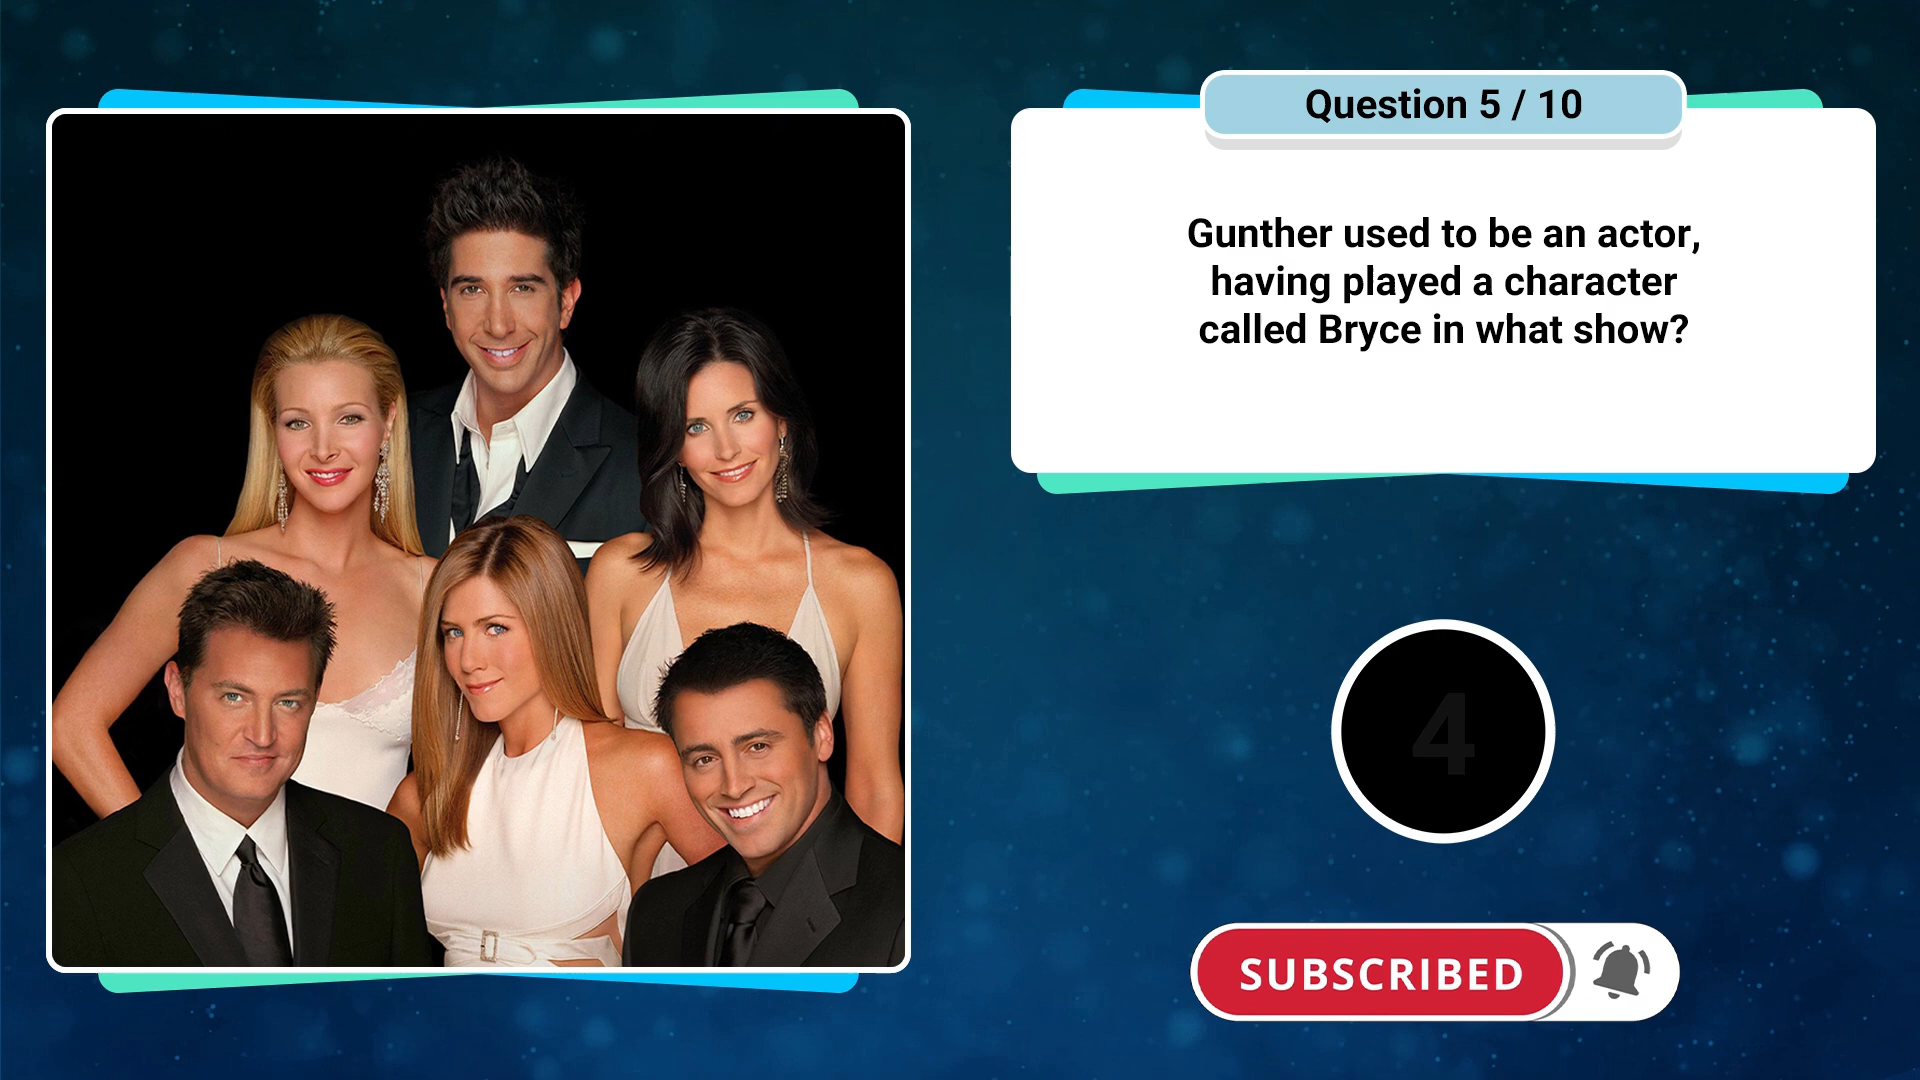 Question 5 / 10
Gunther used to be an actor,
having played a character
called Bryce in what show?
4
SUBSCRIBED